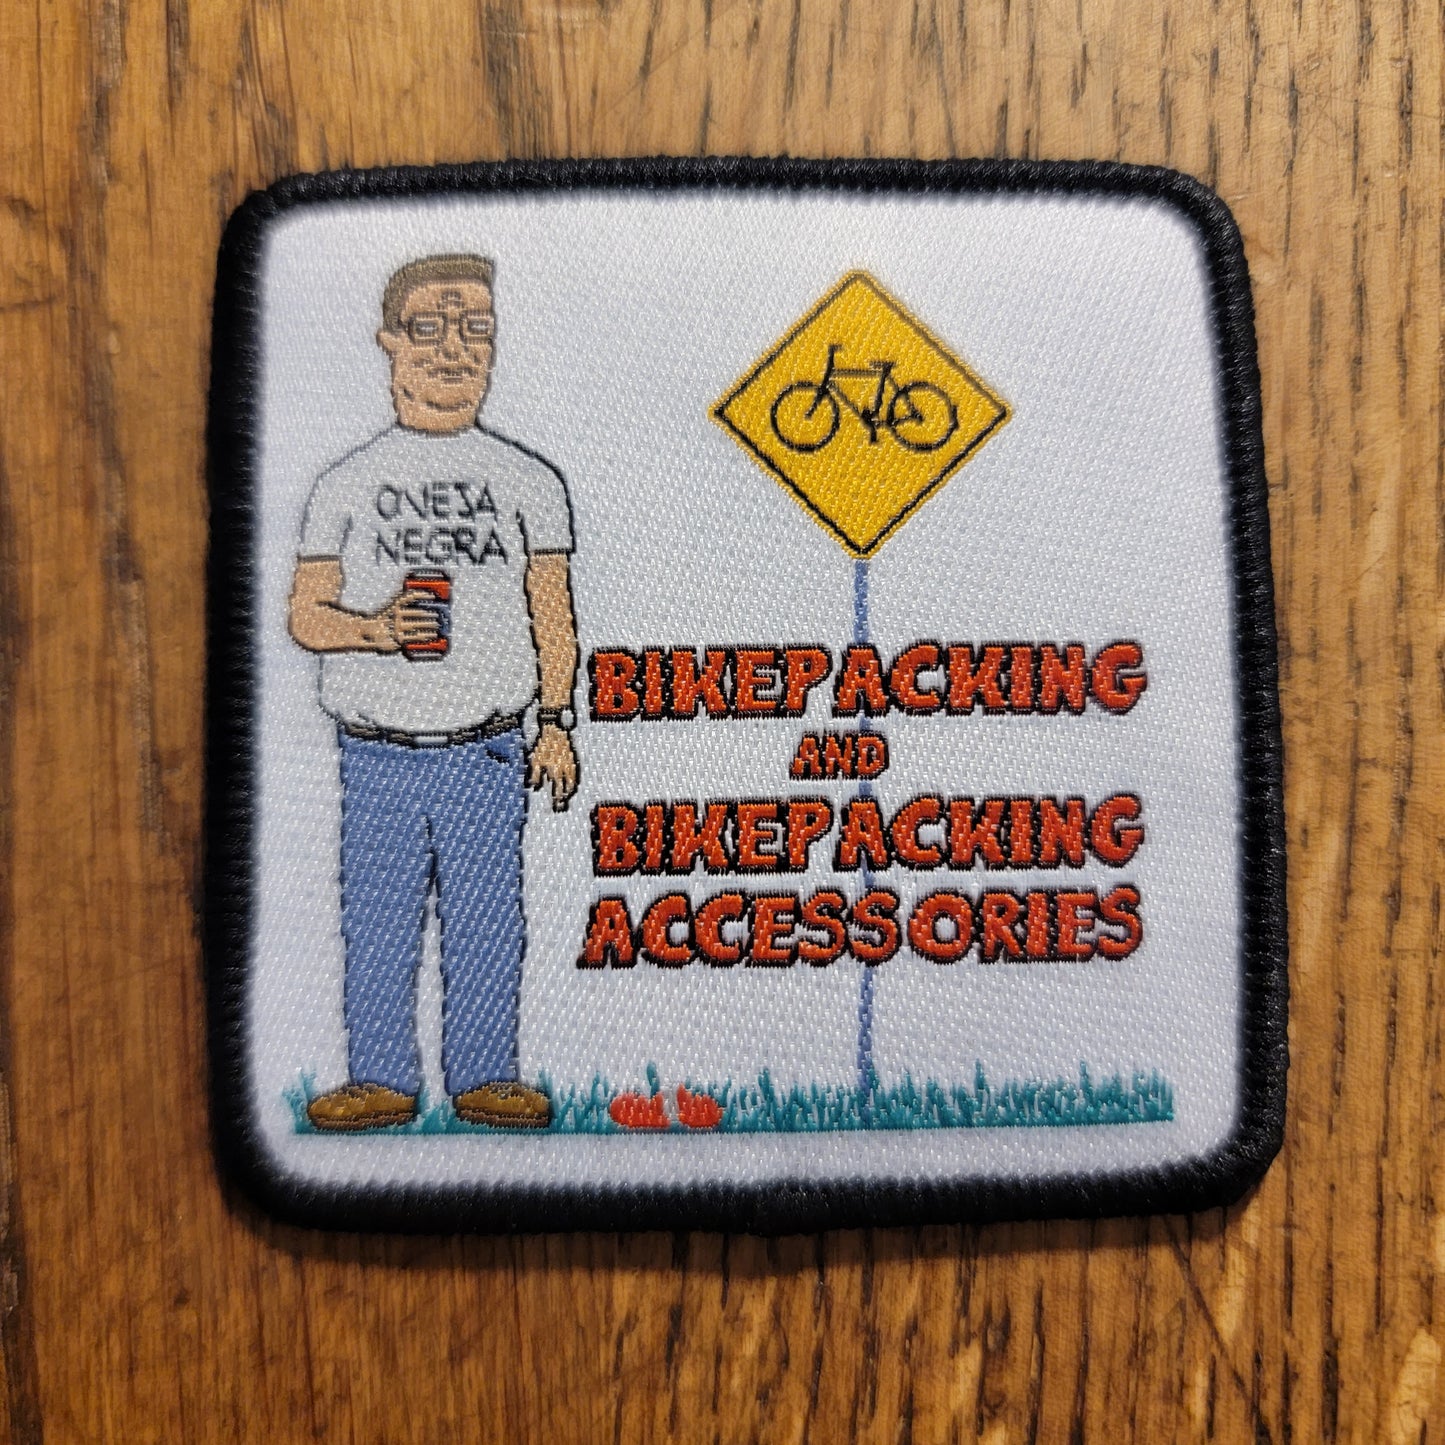 OVEJA
NEGRA
BIKEPACKING
AND
BIKEPACKING
ACCESSORIES